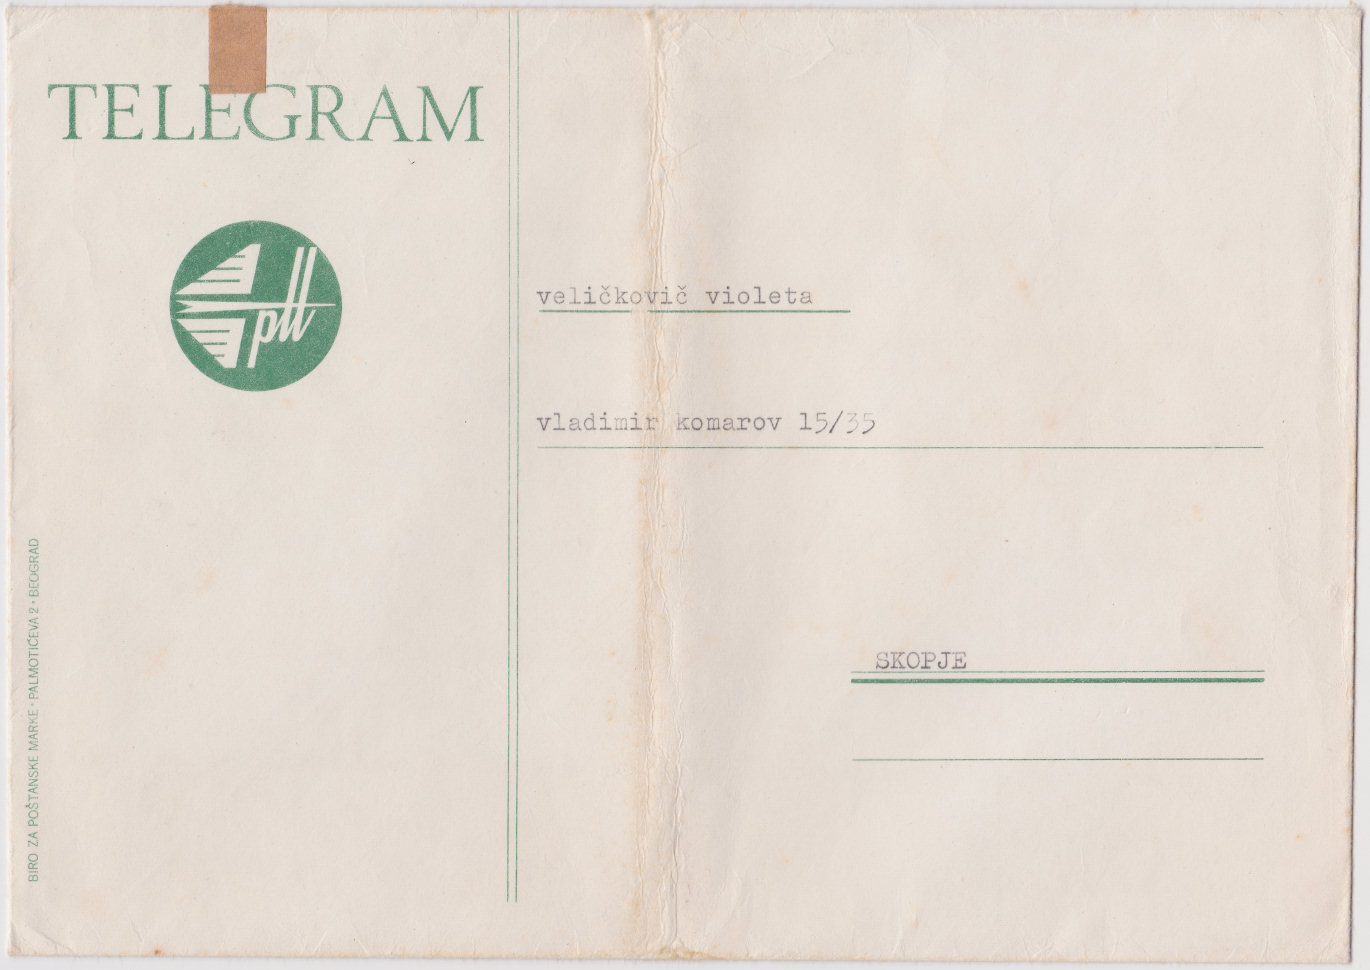 TELEGRAM
ptt
veličkovič violeta
vladimir komarov 15/35
SKOPJE
BIRO ZA POŠTANSKE MARKE • PALMOTIĆEVA 2 • BEOGRAD